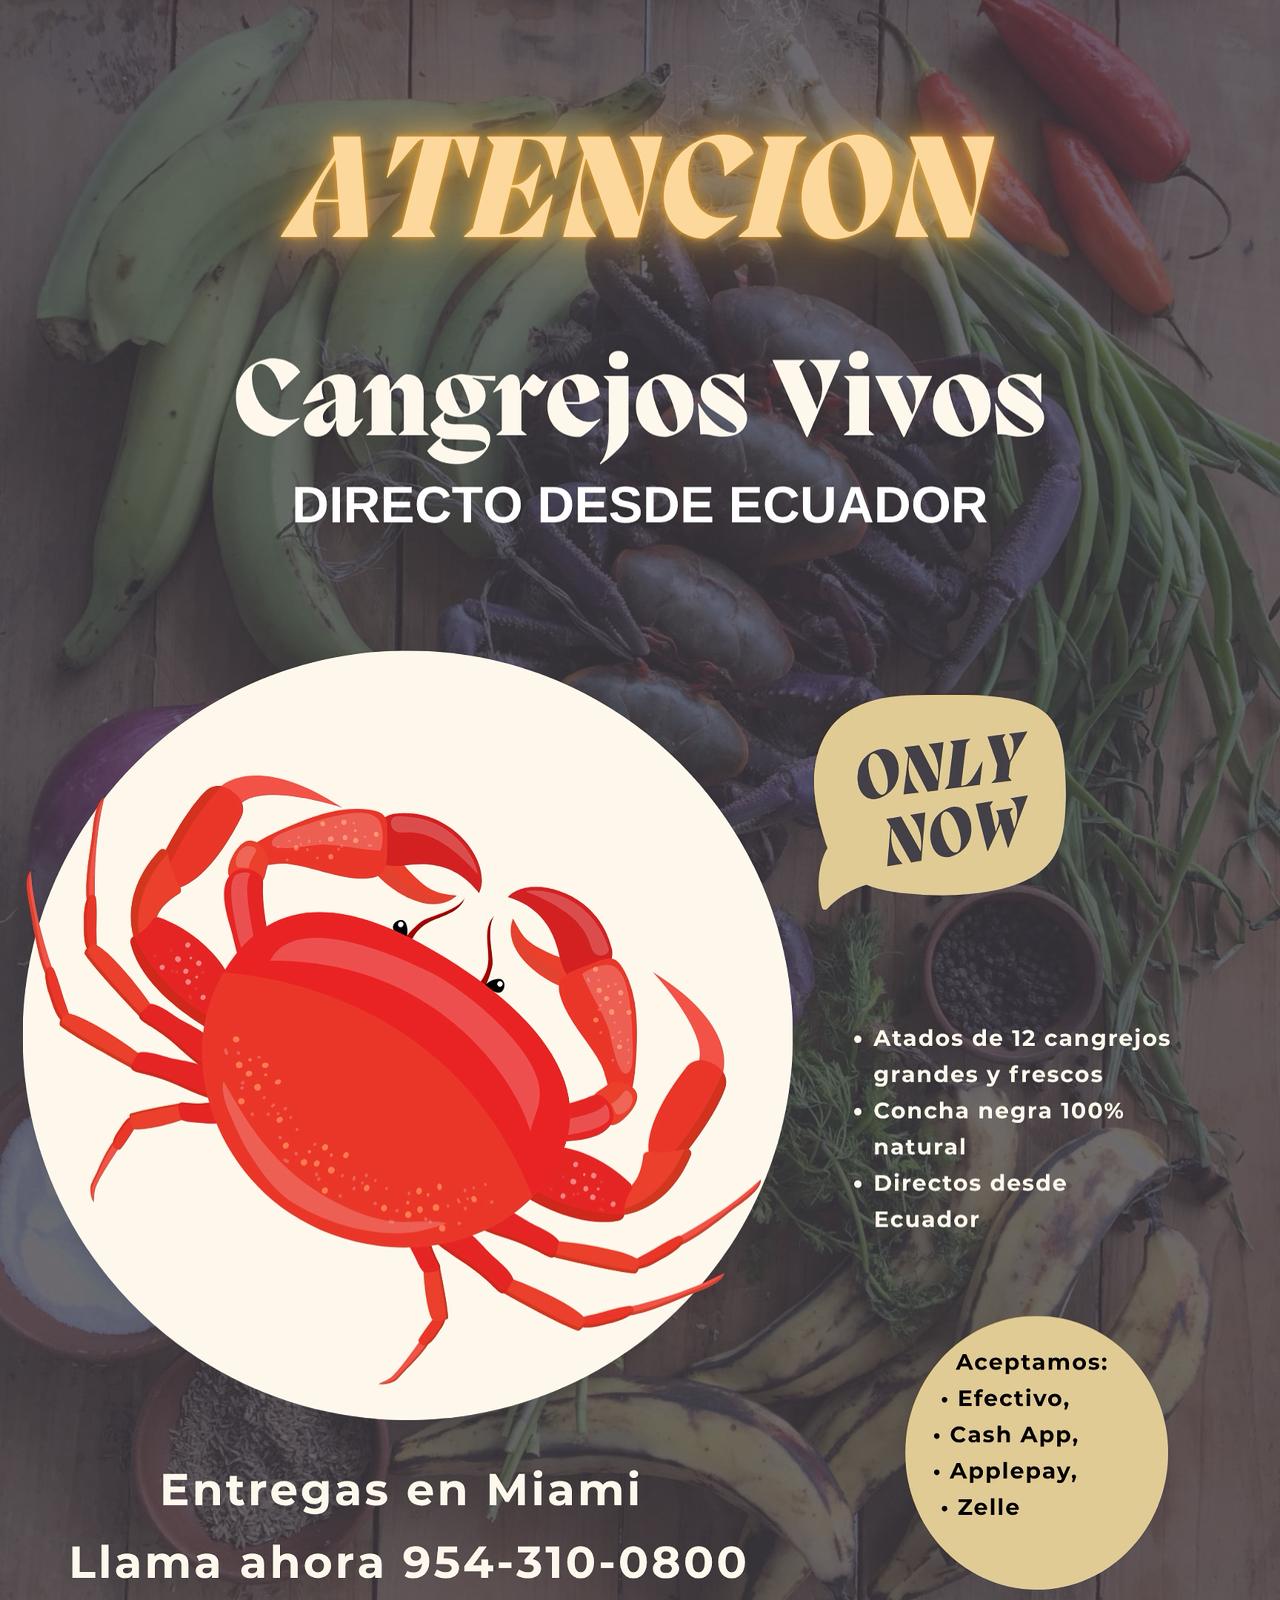 ATENCION
Cangrejos Vivos
DIRECTO DESDE ECUADOR
ONLY
NOW
• Atados de 12 cangrejos
grandes y frescos
• Concha negra 100%
natural
• Directos desde
Ecuador
Aceptamos:
• Efectivo,
• Cash App,
• Applepay,
• Zelle
Entregas en Miami
Llama ahora 954-310-0800